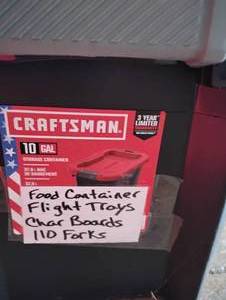 CRAFTSMAN
3 YEAR
LIMITED
10 GAL
STORAGE CONTAINER
Food Container
Flight Trays
Char Boards
110 Forks